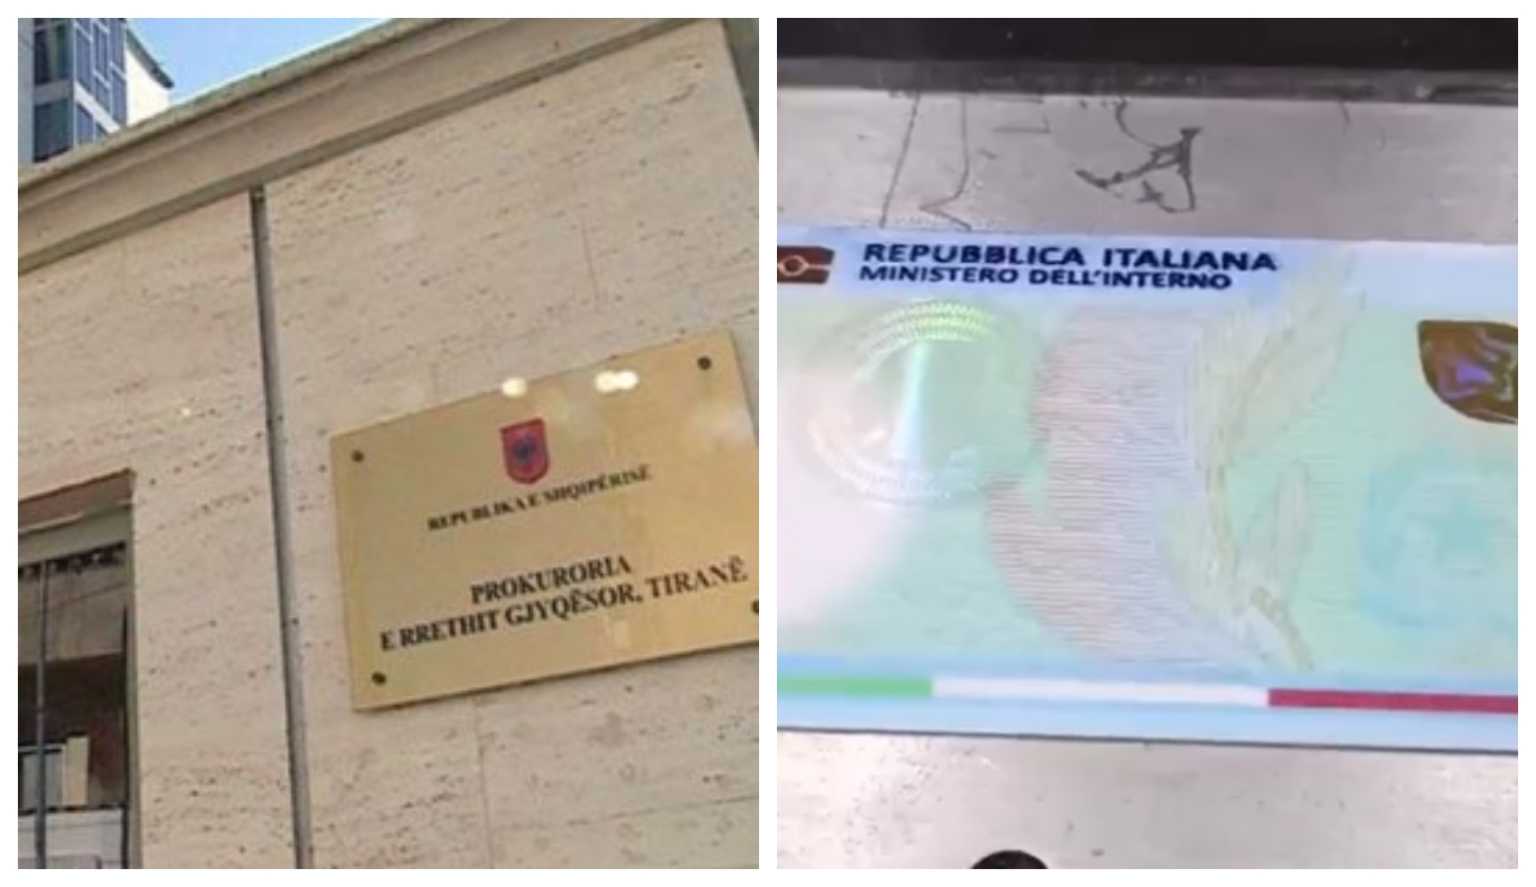 REPUBLIKA E SHQIPËRISË
PROKURORIA
E RRETHIT GJYQËSOR, TIRANË
REPUBBLICA ITALIANA
MINISTERO DELL'INTERNO